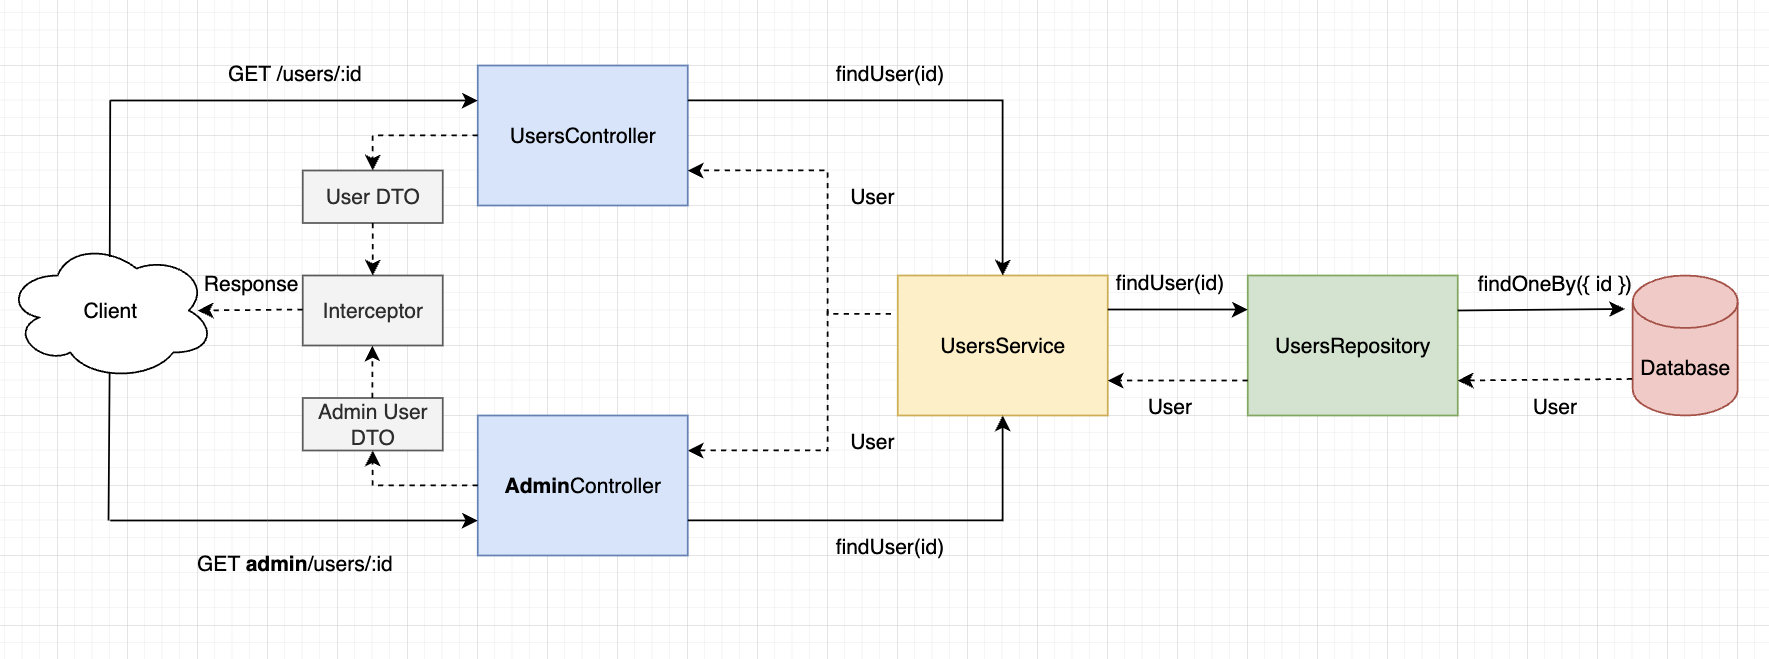 GET /users/:id
findUser(id)
UsersController
User DTO
User
Response
findUser(id)
findOneBy({ id })
Client
Interceptor
UsersService
UsersRepository
Database
Admin User
DTO
User
User
User
AdminController
findUser(id)
GET admin/users/:id